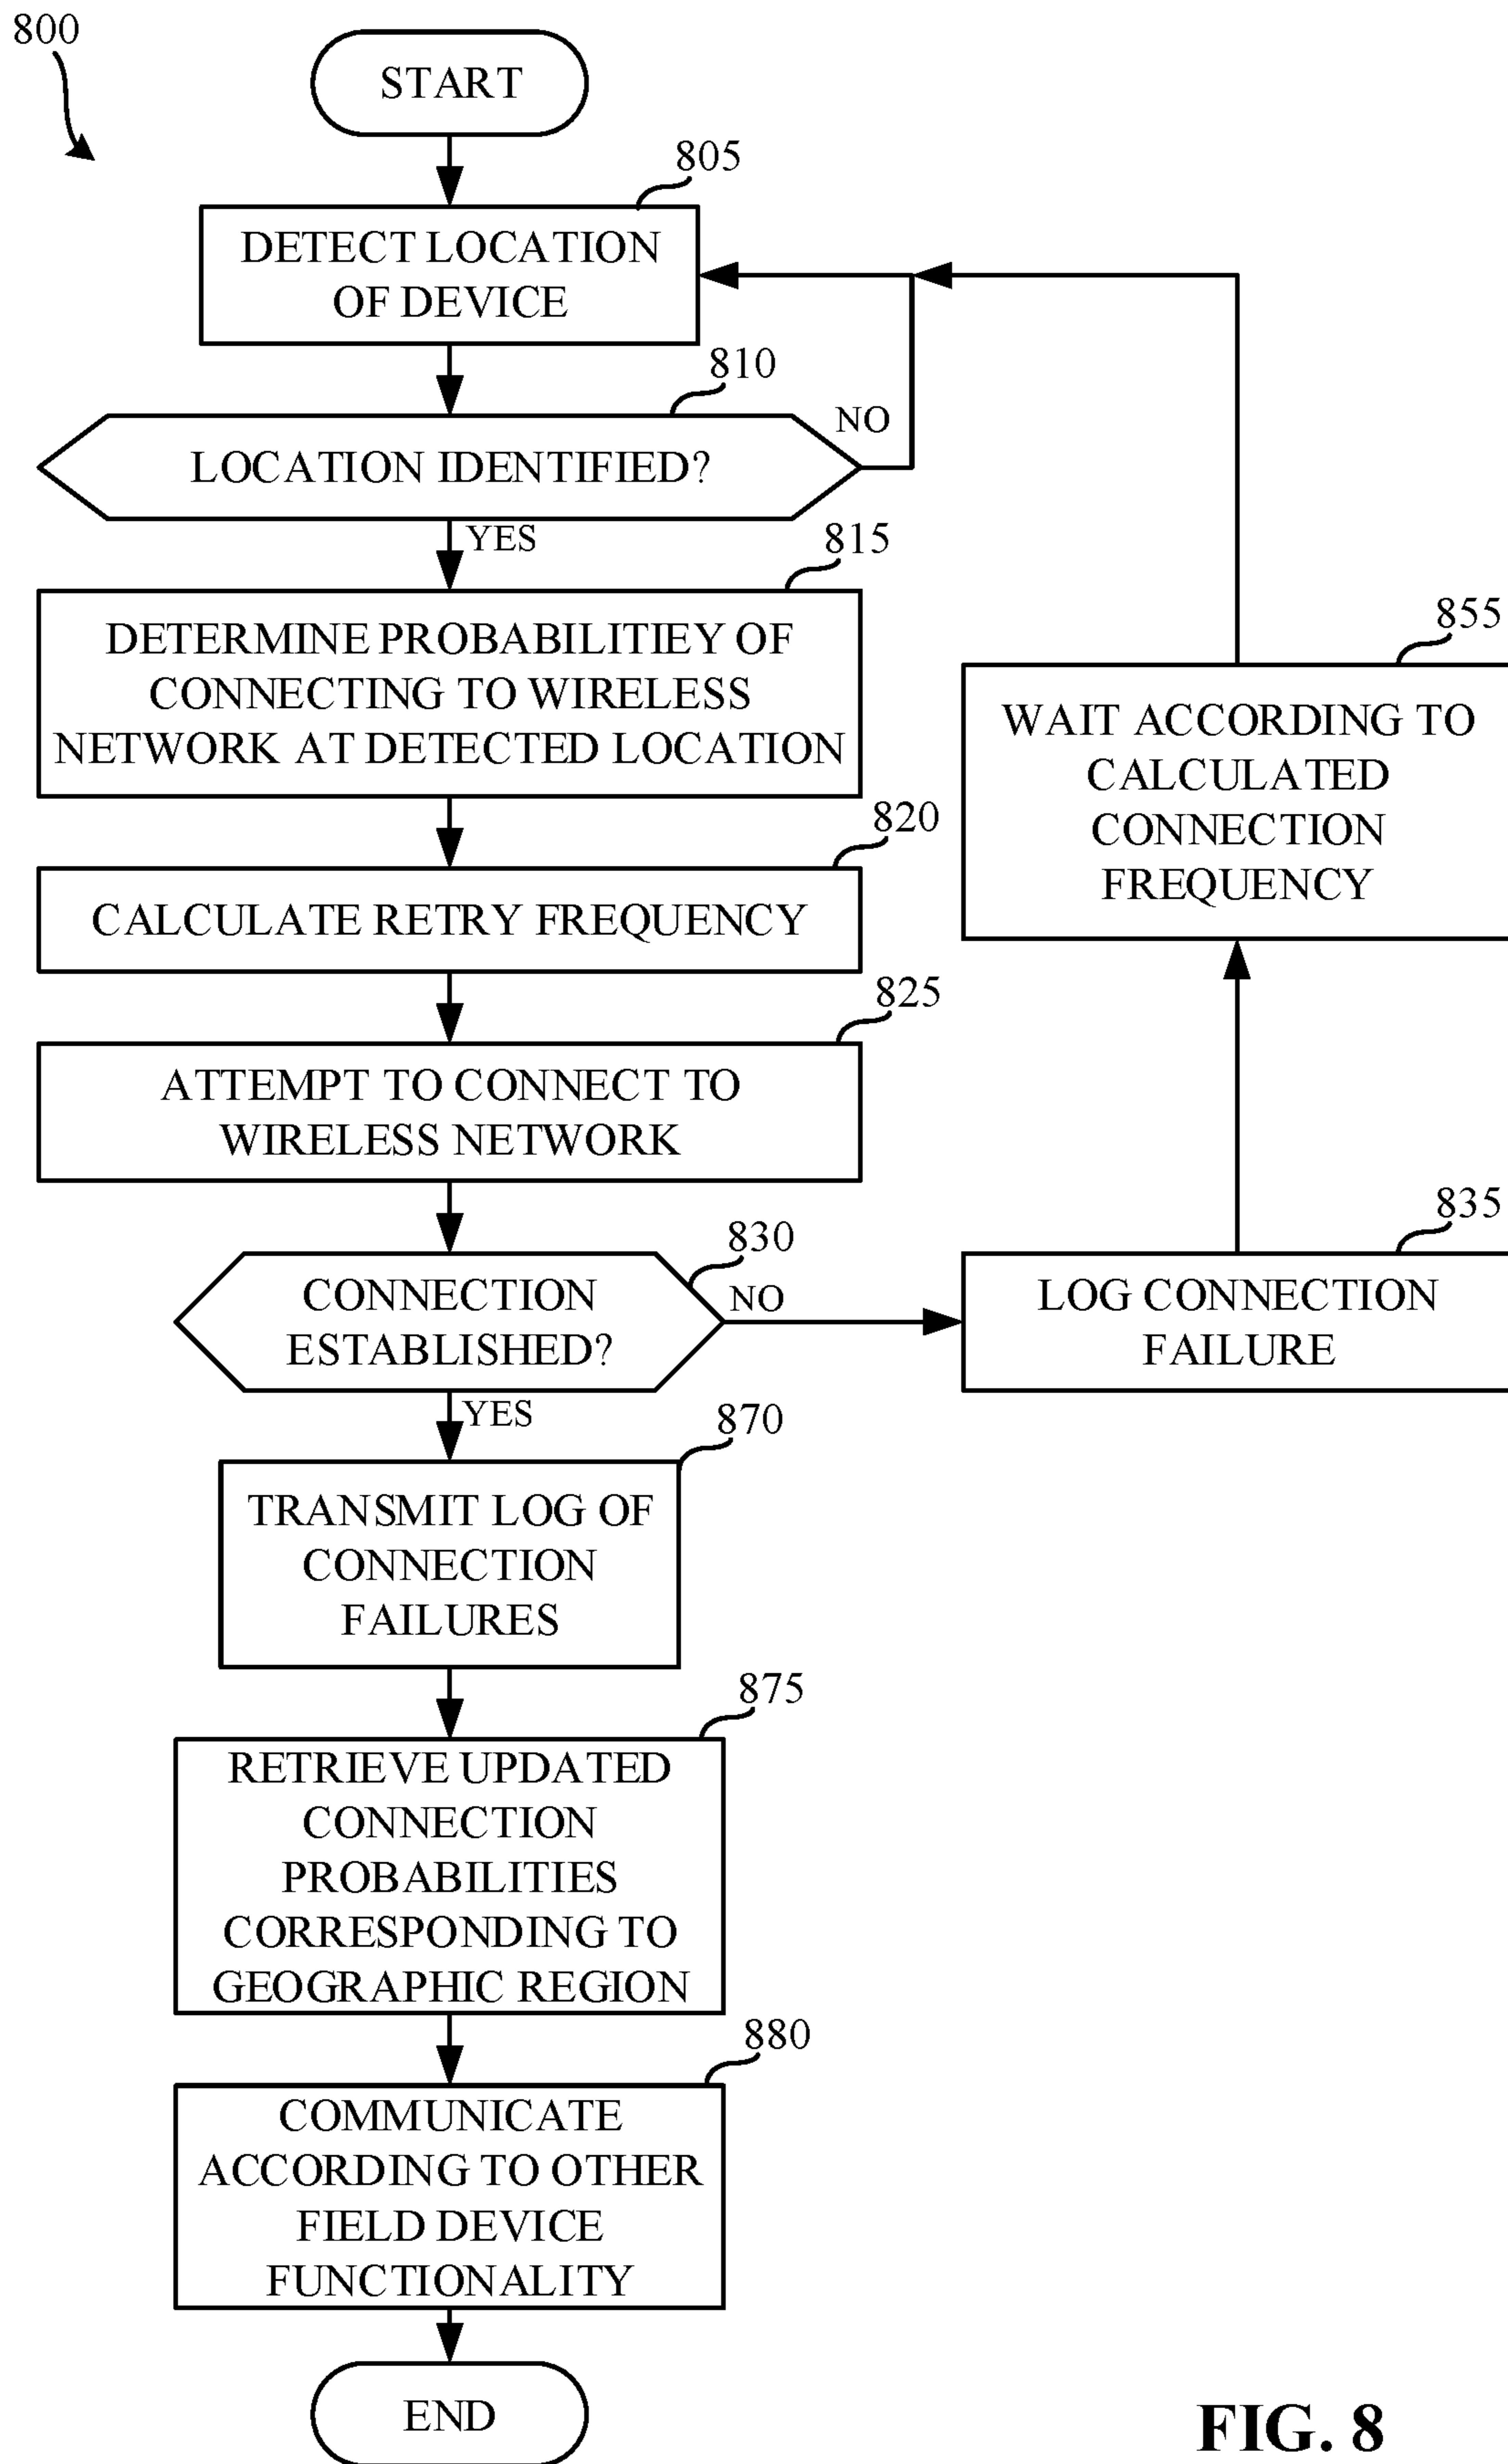 800
START
805
DETECT LOCATION
OF DEVICE
810
LOCATION IDENTIFIED?
NO
YES
815
DETERMINE PROBABILITIEY OF
CONNECTING TO WIRELESS
NETWORK AT DETECTED LOCATION
820
CALCULATE RETRY FREQUENCY
825
ATTEMPT TO CONNECT TO
WIRELESS NETWORK
830
CONNECTION
ESTABLISHED?
NO
835
LOG CONNECTION
FAILURE
855
WAIT ACCORDING TO
CALCULATED
CONNECTION
FREQUENCY
YES
870
TRANSMIT LOG OF
CONNECTION
FAILURES
875
RETRIEVE UPDATED
CONNECTION
PROBABILITIES
CORRESPONDING TO
GEOGRAPHIC REGION
880
COMMUNICATE
ACCORDING TO OTHER
FIELD DEVICE
FUNCTIONALITY
END
FIG. 8